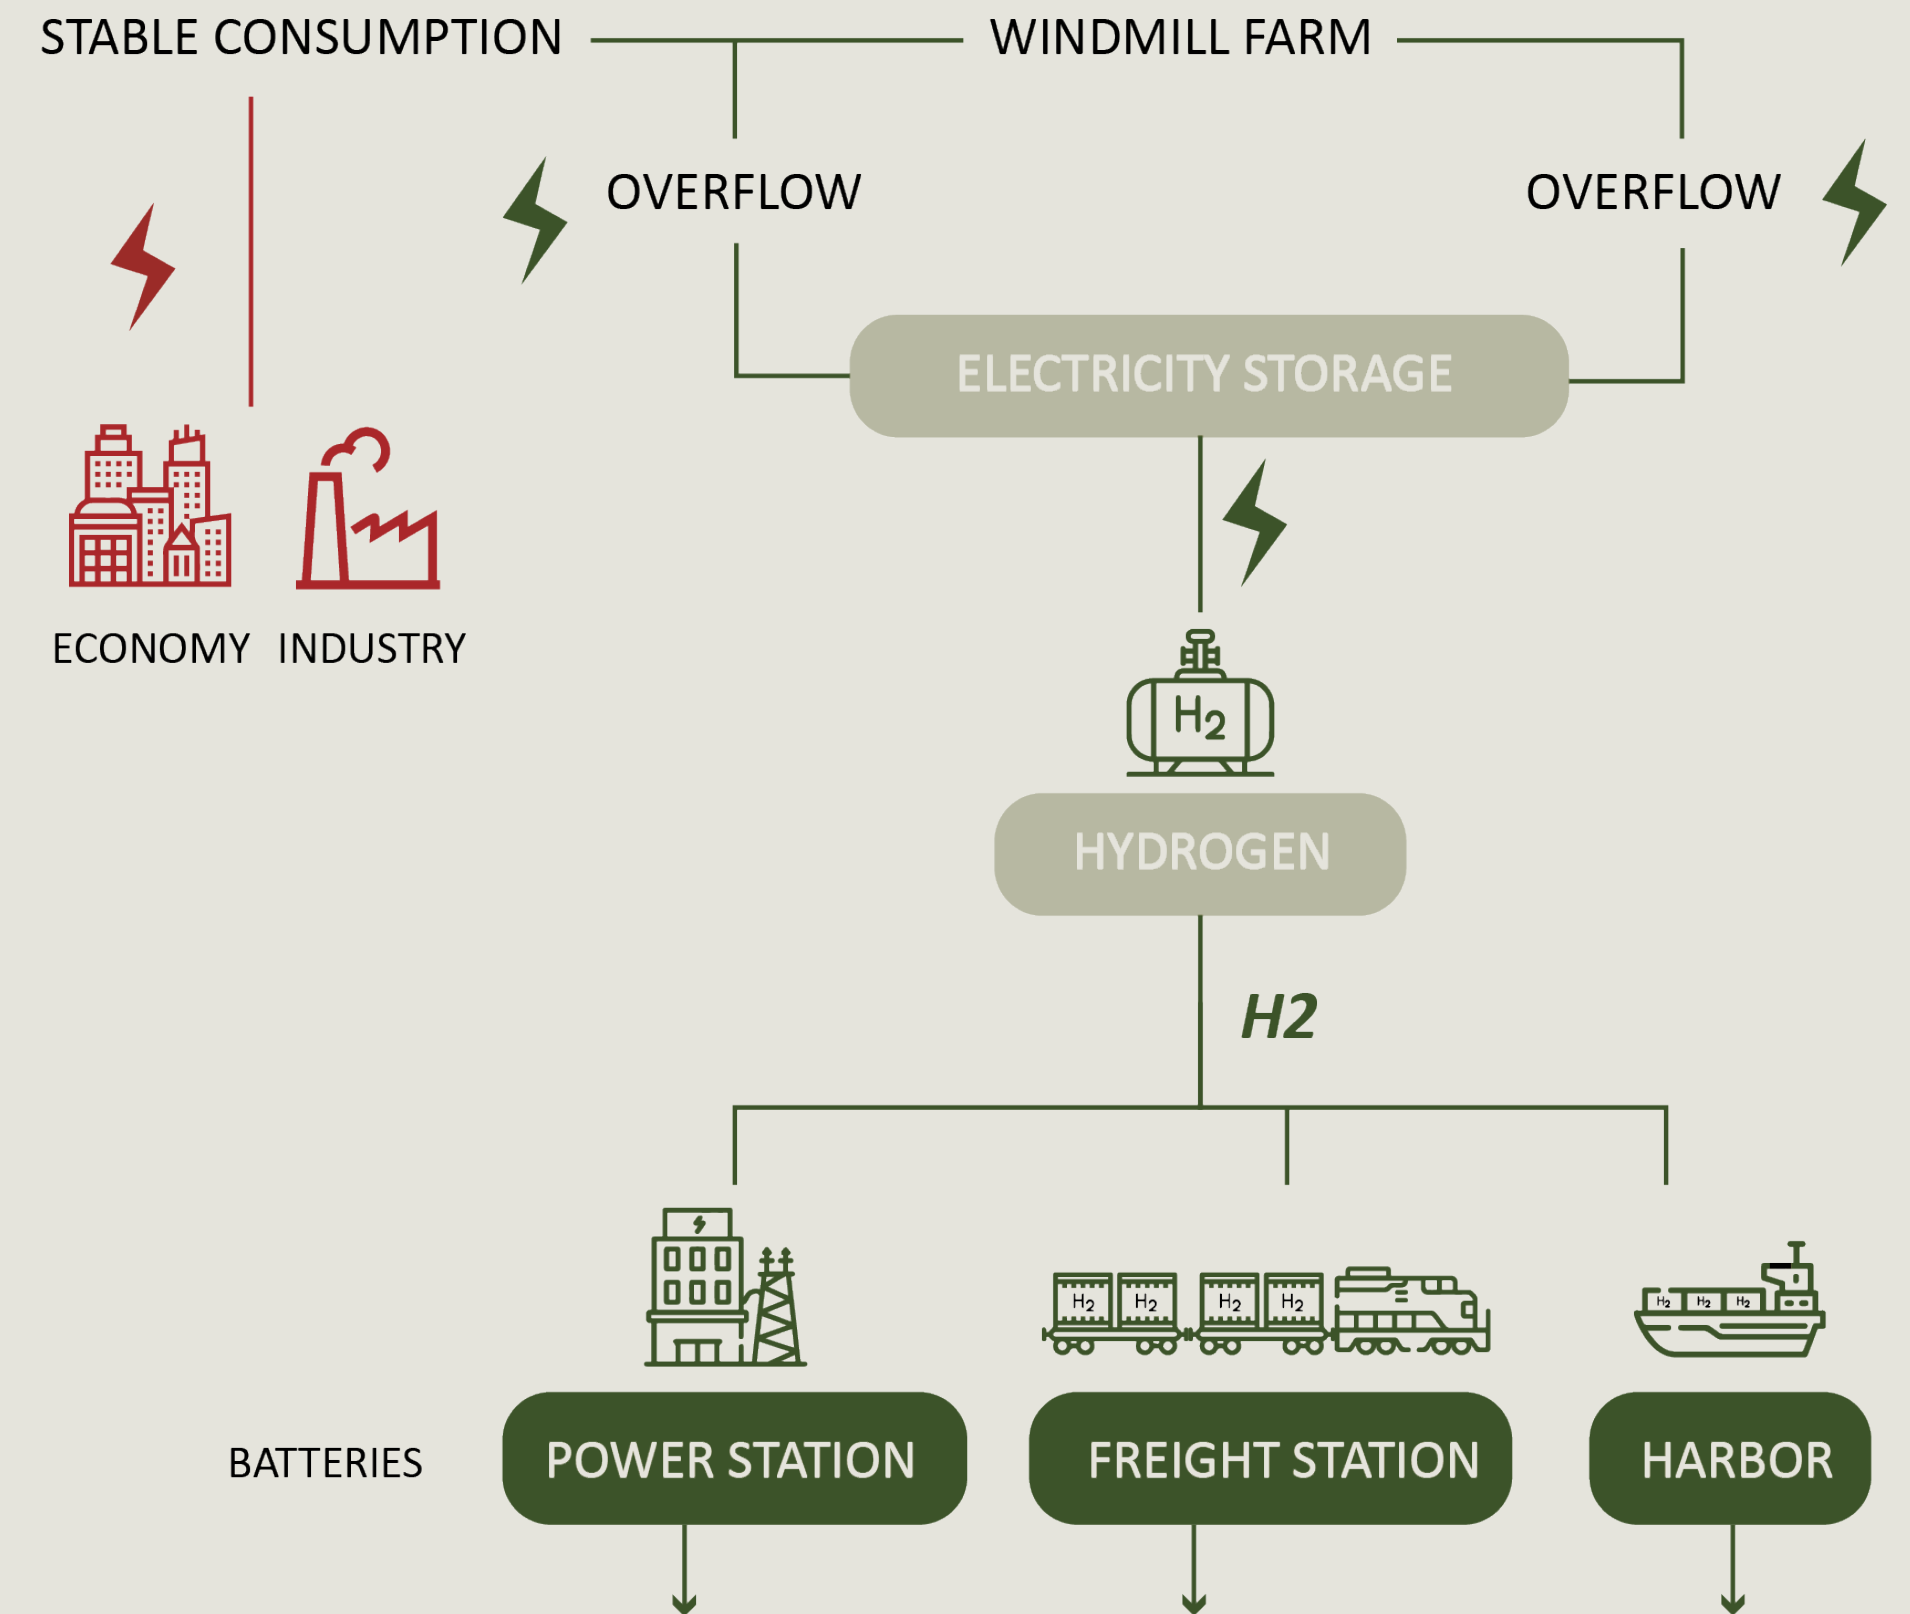 STABLE CONSUMPTION
WINDMILL FARM
OVERFLOW
OVERFLOW
ELECTRICITY STORAGE
ECONOMY
INDUSTRY
H2
HYDROGEN
H2
H2
H2
H2
H2
H2
H2
H2
BATTERIES
POWER STATION
FREIGHT STATION
HARBOR